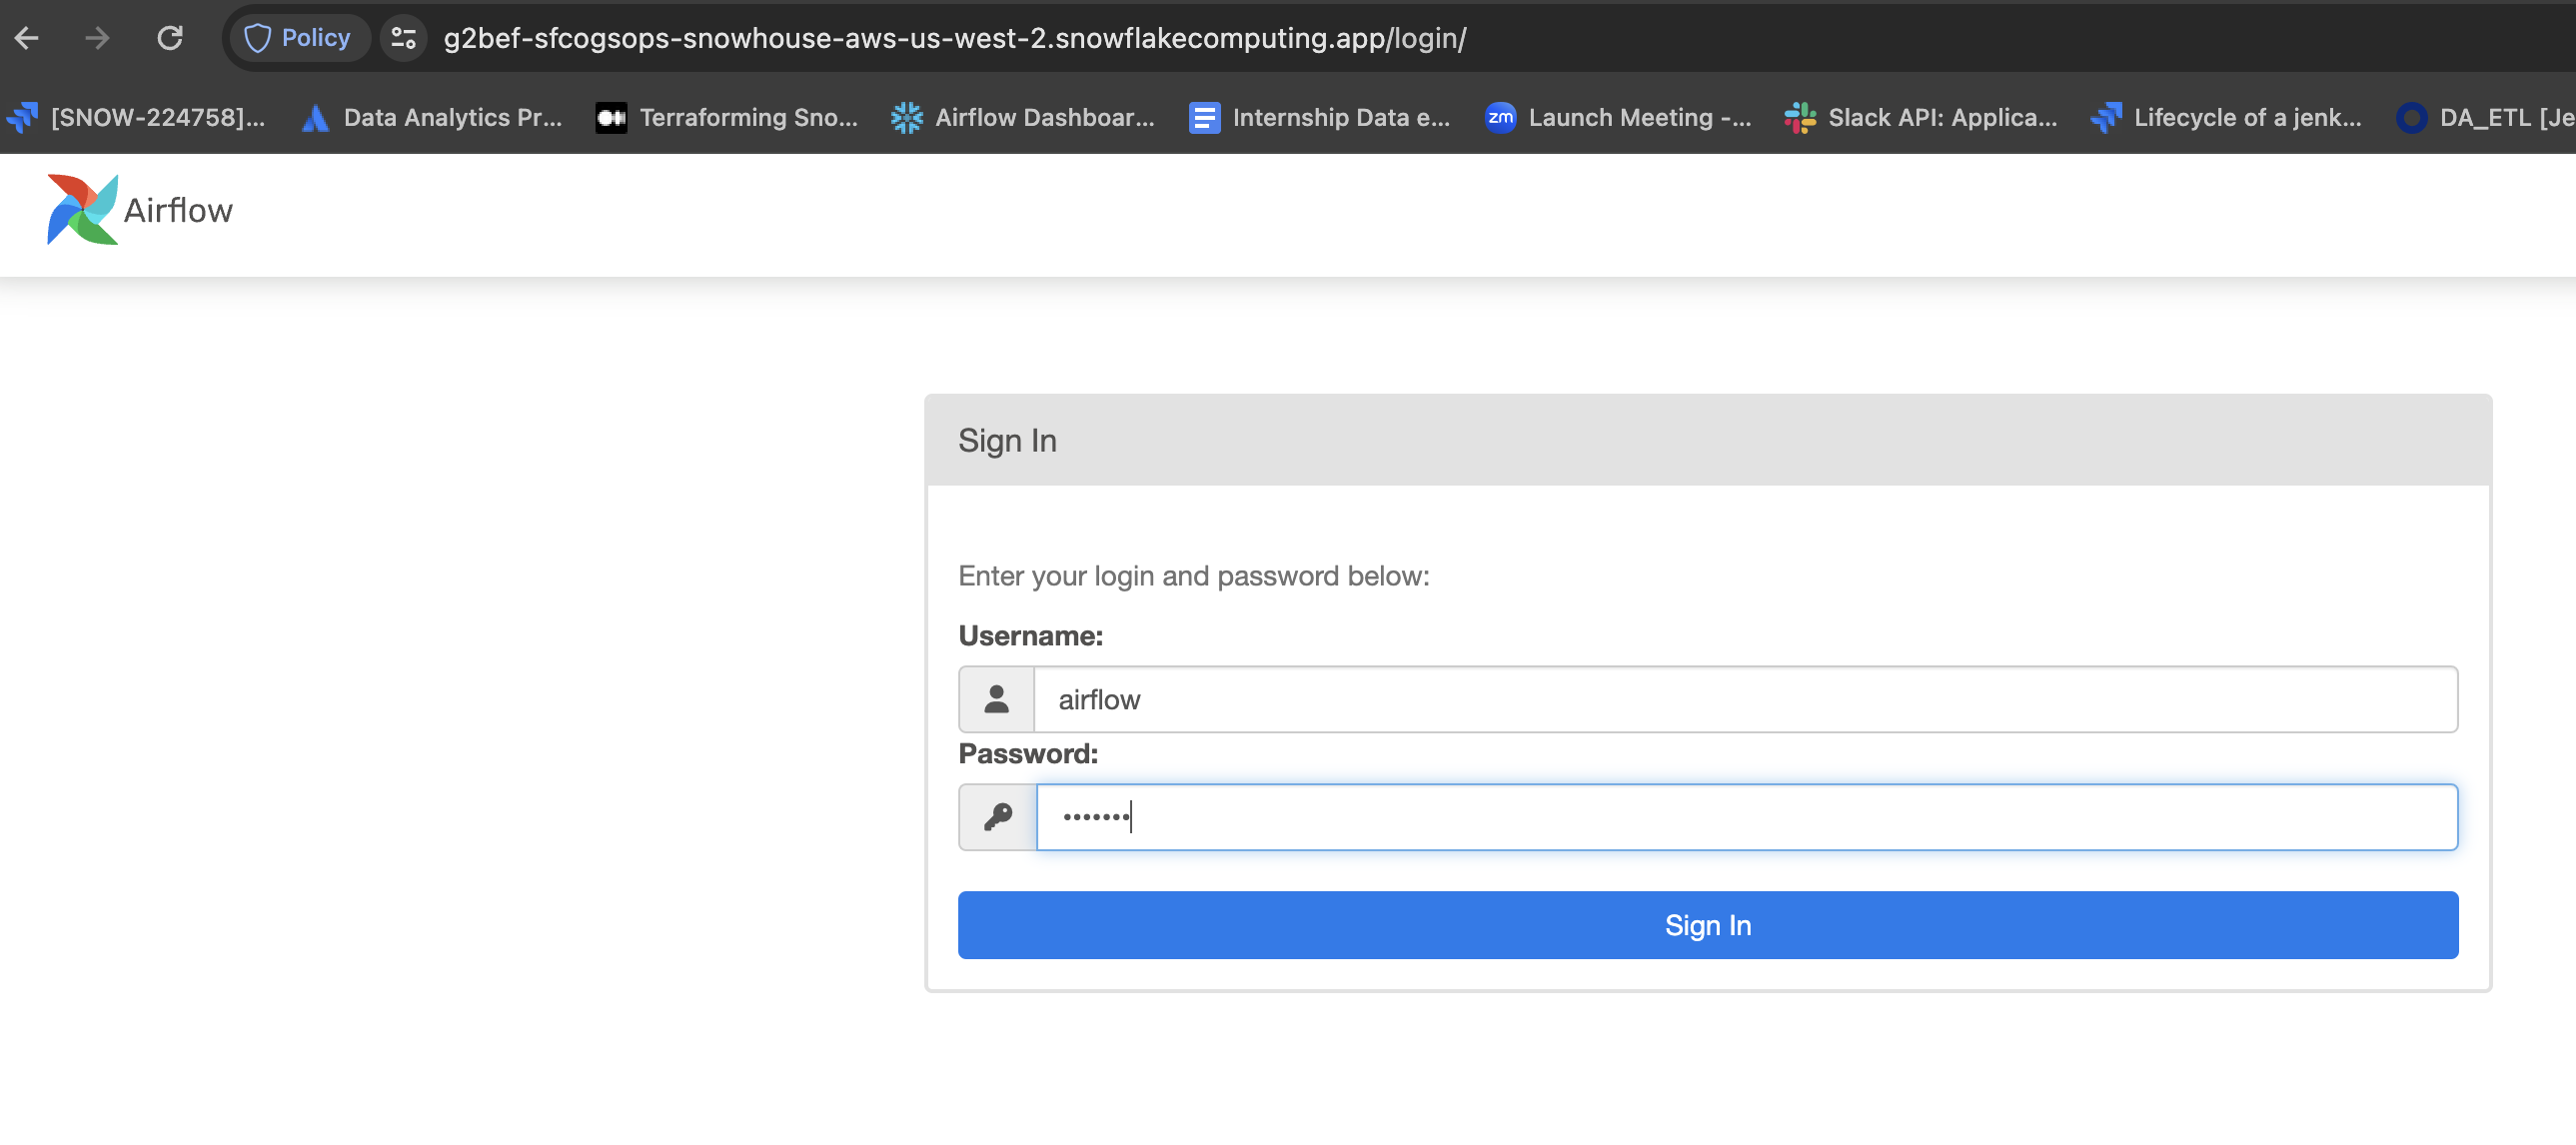 Policy g2bef-sfcogsops-snowhouse-aws-us-west-2.snowflakecomputing.app/login/
[SNOW-224758]... Data Analytics Pr... Terraforming Sno... Airflow Dashboar... Internship Data e... zm Launch Meeting -... Slack API: Applica... Lifecycle of a jenk... DA_ETL [Je
Airflow
Sign In
Enter your login and password below:
Username:
airflow
Password:
•••••••
Sign In